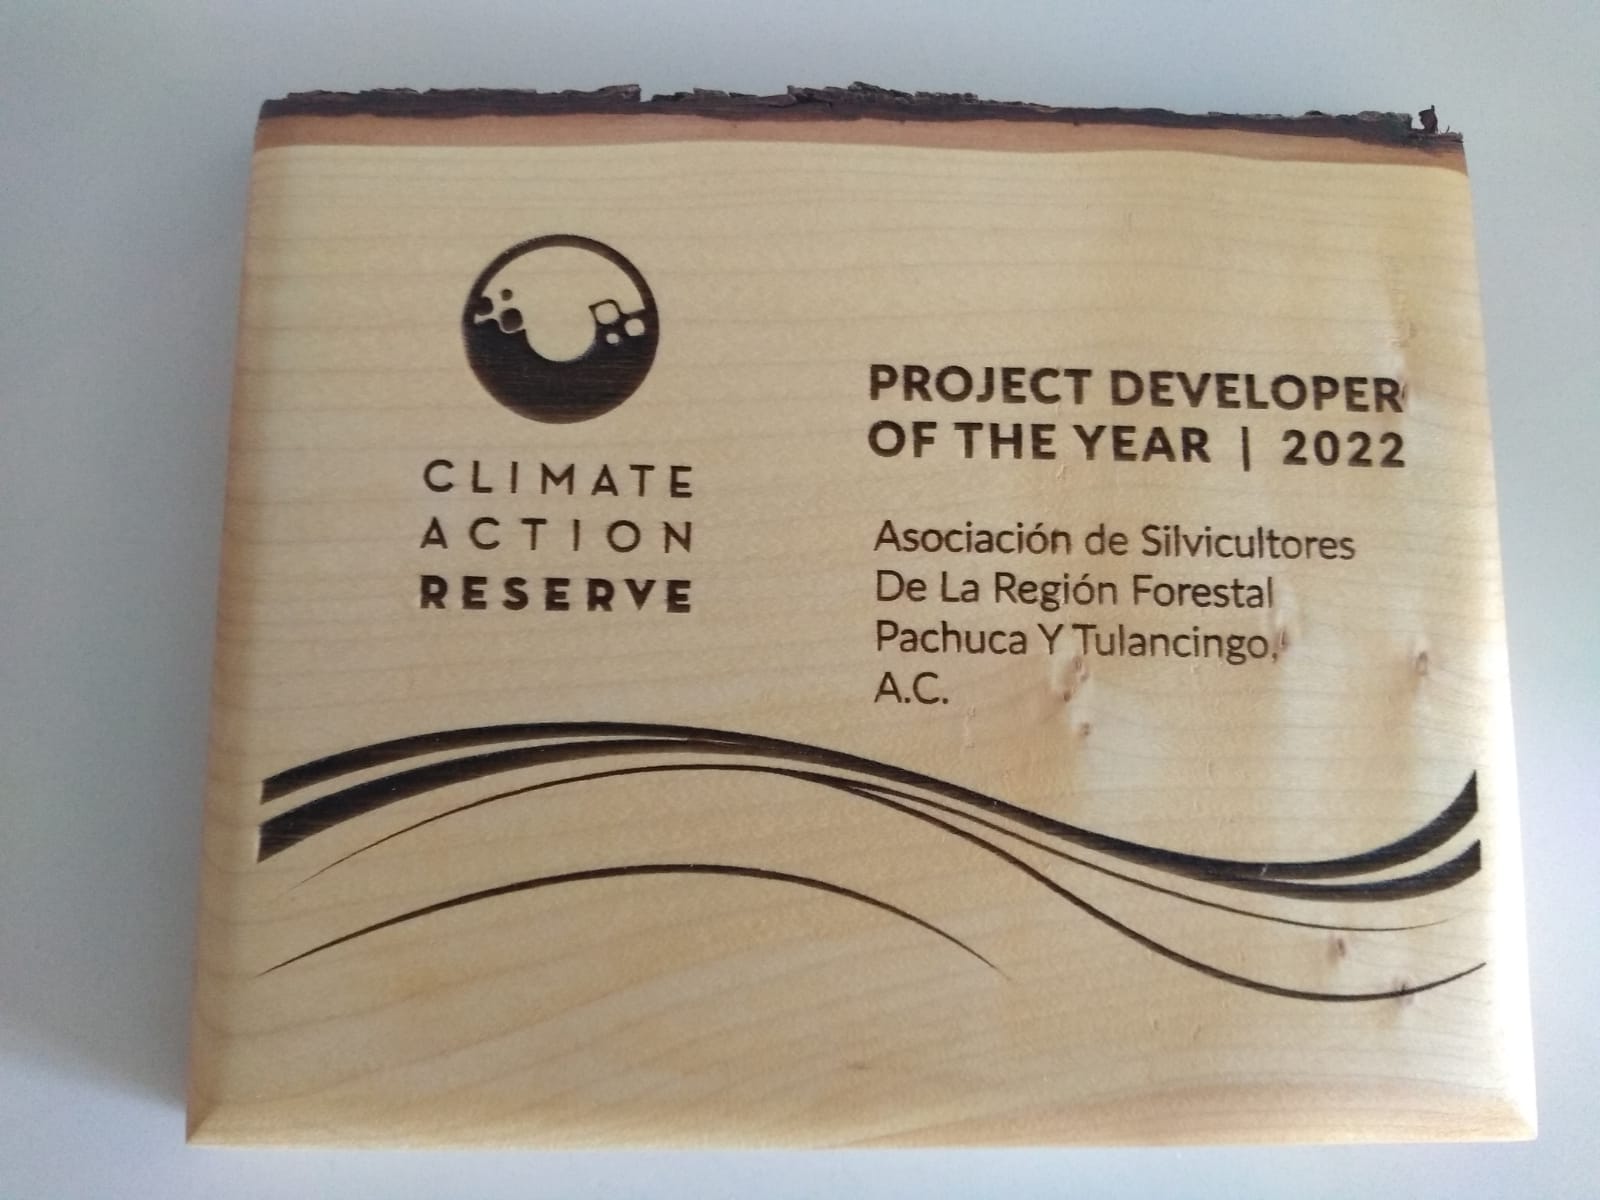 CLIMATE
ACTION
RESERVE
PROJECT DEVELOPER
OF THE YEAR | 2022
Asociación de Silvicultores
De La Región Forestal
Pachuca Y Tulancingo,
A.C.